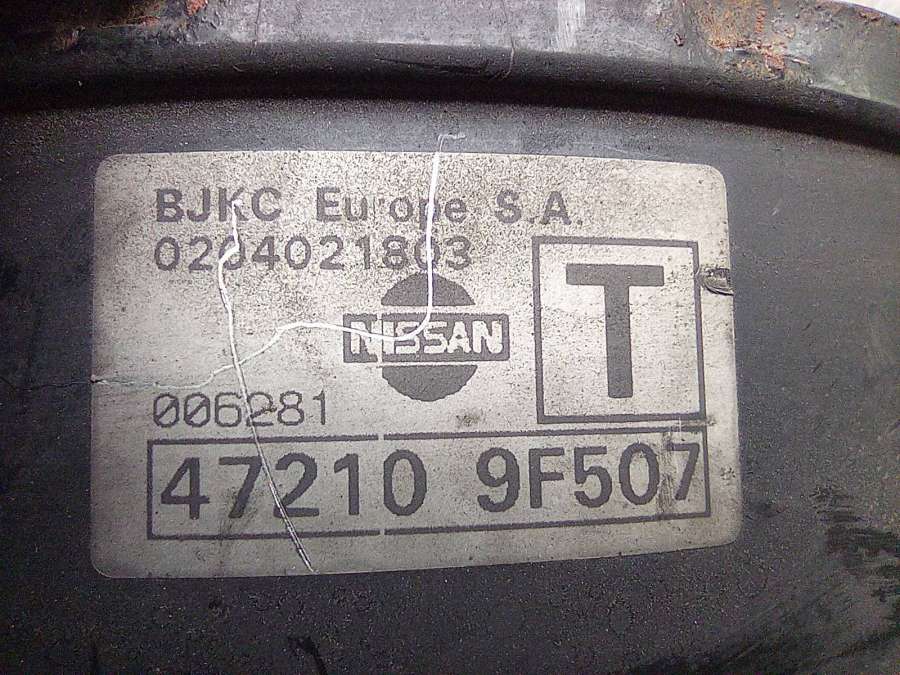 BJKC Europe S.A.
0204021803
T
NISSAN
006281
47210 9F507